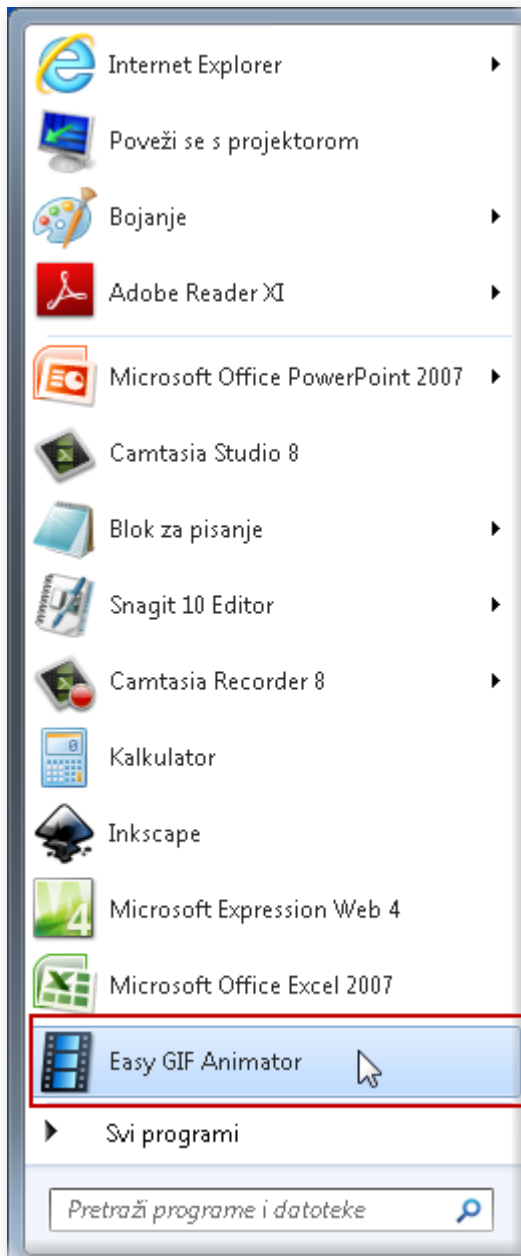 Internet Explorer
Poveži se s projektorom
Bojanje
Adobe Reader XI
Microsoft Office PowerPoint 2007
Camtasia Studio 8
Blok za pisanje
Snagit 10 Editor
Camtasia Recorder 8
Kalkulator
Inkscape
Microsoft Expression Web 4
Microsoft Office Excel 2007
Easy GIF Animator
Svi programi
Pretraži programe i datoteke